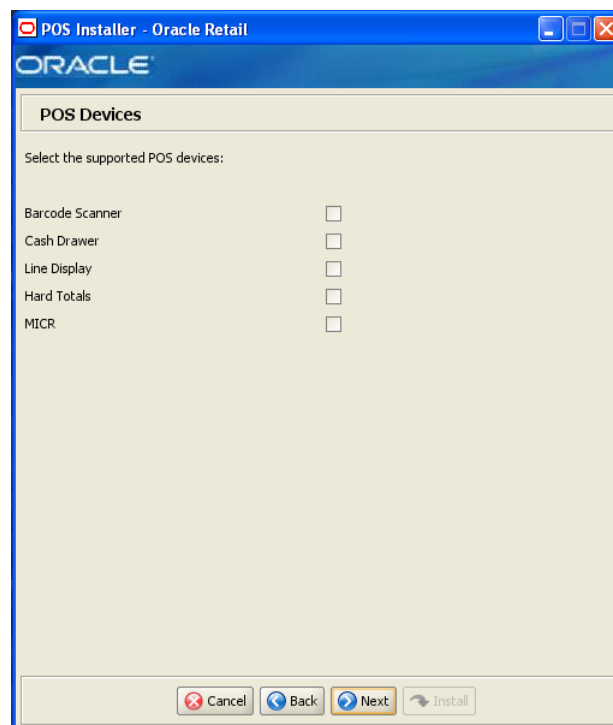 POS Installer - Oracle Retail
ORACLE
POS Devices
Select the supported POS devices:
Barcode Scanner
Cash Drawer
Line Display
Hard Totals
MICR
Cancel Back Next Install